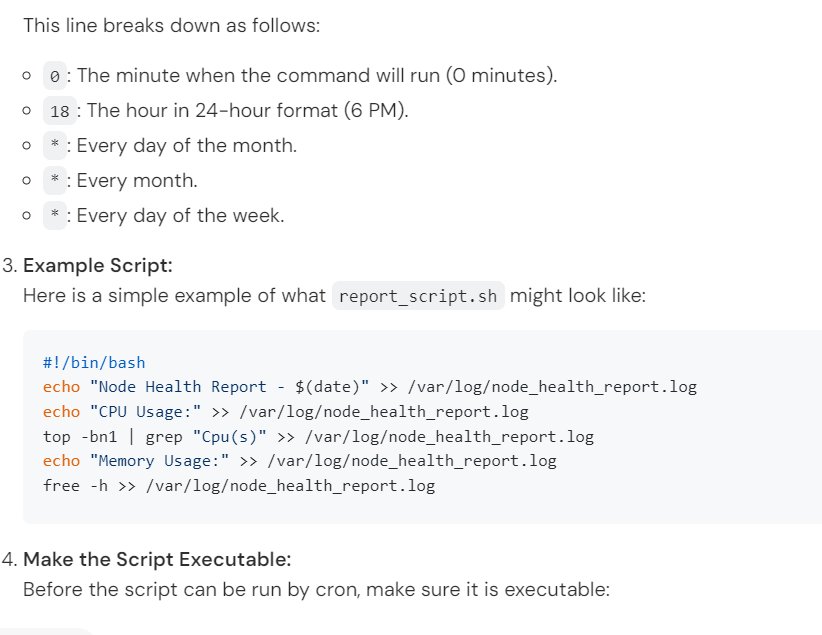 This line breaks down as follows:
0 : The minute when the command will run (0 minutes).
18 : The hour in 24-hour format (6 PM).
* : Every day of the month.
* : Every month.
* : Every day of the week.
3. Example Script:
Here is a simple example of what report_script.sh might look like:
#!/bin/bash
echo "Node Health Report - $(date)" >> /var/log/node_health_report.log
echo "CPU Usage:" >> /var/log/node_health_report.log
top -bn1 | grep "Cpu(s)" >> /var/log/node_health_report.log
echo "Memory Usage:" >> /var/log/node_health_report.log
free -h >> /var/log/node_health_report.log
4. Make the Script Executable:
Before the script can be run by cron, make sure it is executable: